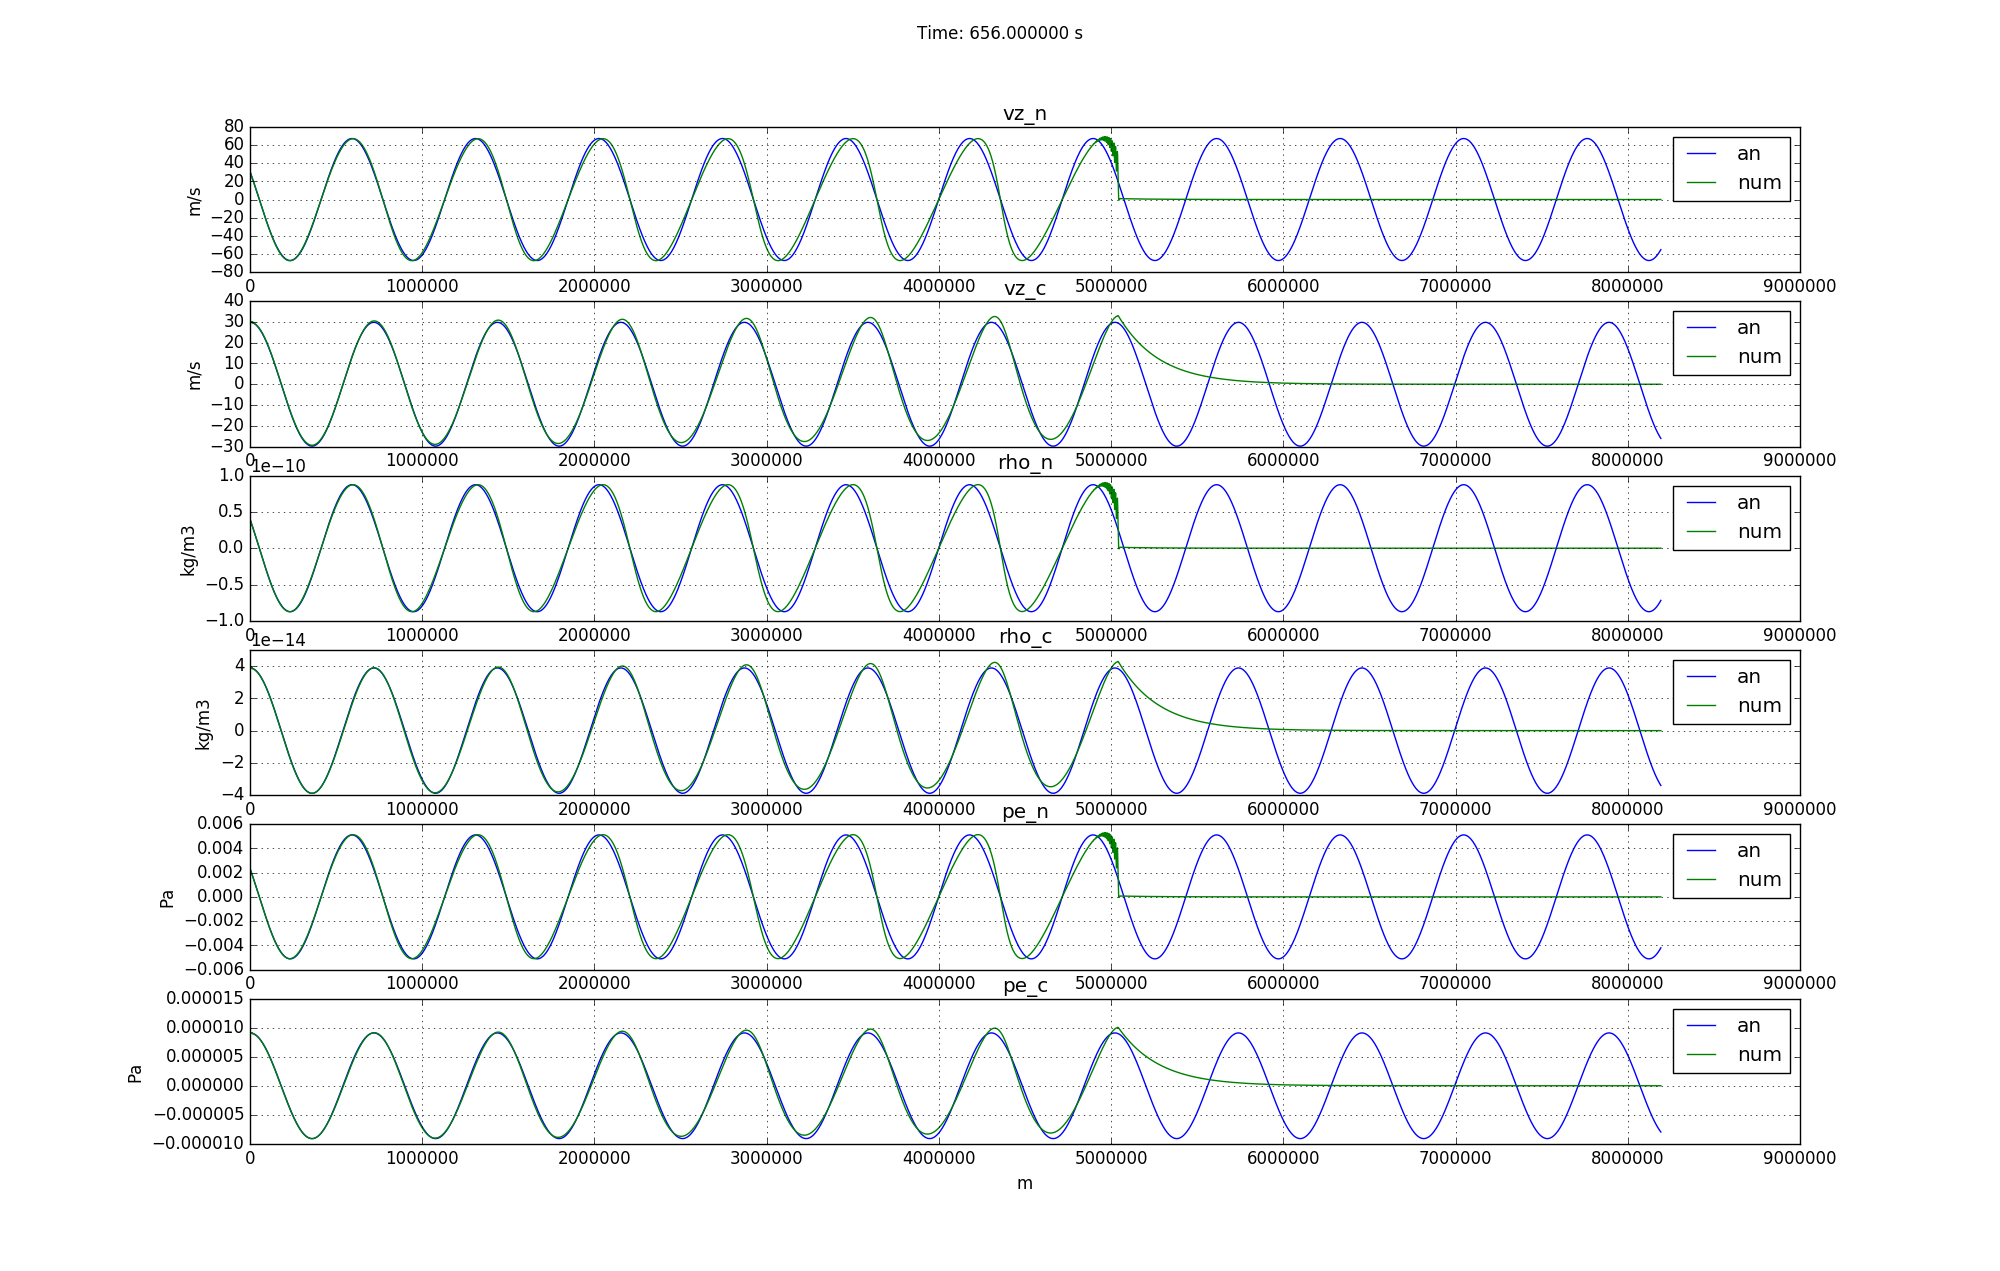 Time: 656.000000 s
vz_n
80
60
40
20
0
−20
−40
−60
−80
m/s
an
num
0 1000000 2000000 3000000 4000000 5000000 6000000 7000000 8000000 9000000
vz_c
40
30
20
10
0
−10
−20
−30
m/s
an
num
0 1000000 2000000 3000000 4000000 5000000 6000000 7000000 8000000 9000000
1e−10
rho_n
1.0
0.5
0.0
−0.5
−1.0
kg/m3
an
num
0 1000000 2000000 3000000 4000000 5000000 6000000 7000000 8000000 9000000
1e−14
rho_c
4
2
0
−2
−4
kg/m3
an
num
0 1000000 2000000 3000000 4000000 5000000 6000000 7000000 8000000 9000000
pe_n
0.006
0.004
0.002
0.000
−0.002
−0.004
−0.006
Pa
an
num
0 1000000 2000000 3000000 4000000 5000000 6000000 7000000 8000000 9000000
pe_c
0.000015
0.000010
0.000005
0.000000
−0.000005
−0.000010
Pa
an
num
0 1000000 2000000 3000000 4000000 5000000 6000000 7000000 8000000 9000000
m